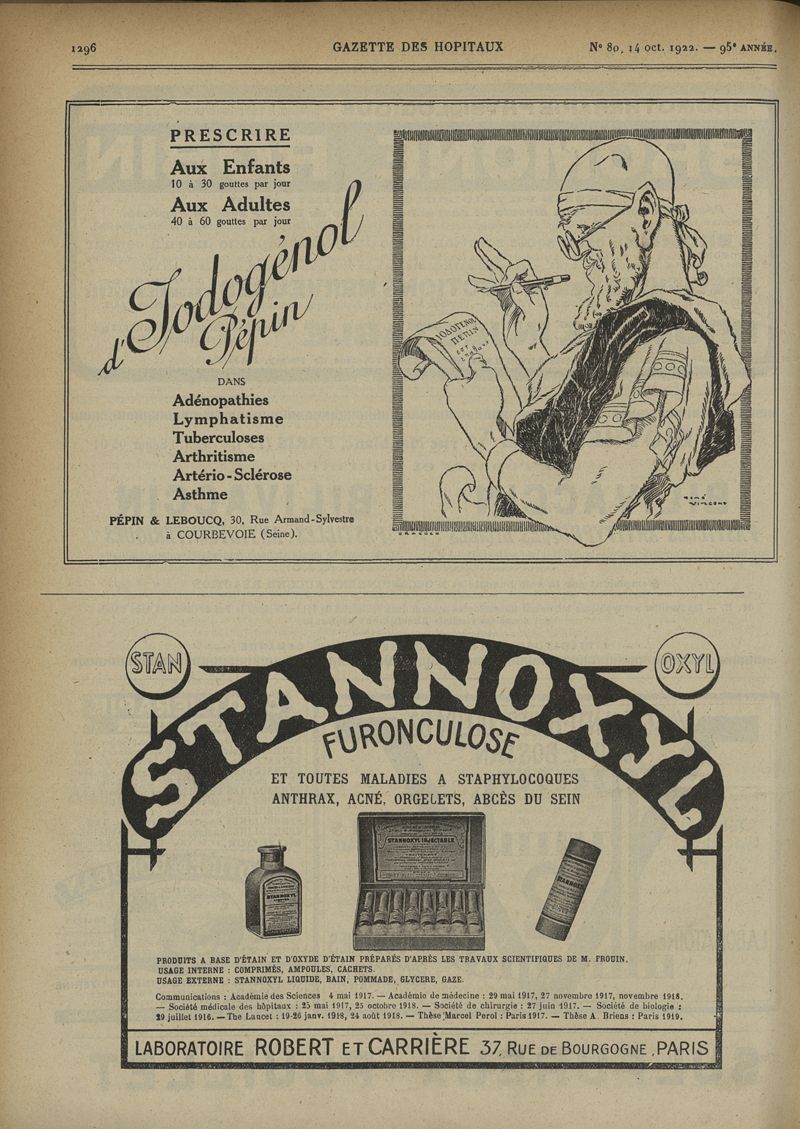 1296
GAZETTE DES HOPITAUX
N° 80, 14 oct. 1922. — 95e ANNÉE.
PRESCRIRE
Aux Enfants
10 à 30 gouttes par jour
Aux Adultes
40 à 60 gouttes par jour
d'Iodogénol
Pépin
DANS
Adénopathies
Lymphatisme
Tuberculoses
Arthritisme
Artério-Sclérose
Asthme
PÉPIN & LEBOUCQ, 30, Rue Armand-Sylvestre
à COURBEVOIE (Seine).
IODOGENOL
PEPIN
RENÉ
VINCENT
STAN
OXYL
STANNOXYL
FURONCULOSE
ET TOUTES MALADIES A STAPHYLOCOQUES
ANTHRAX, ACNÉ, ORGELETS, ABCÈS DU SEIN
STANNOXYL INJECTABLE
STANNOXYL
STANNOXYL
PRODUITS A BASE D'ÉTAIN ET D'OXYDE D'ÉTAIN PRÉPARÉS D'APRÈS LES TRAVAUX SCIENTIFIQUES DE M. FROUIN.
USAGE INTERNE : COMPRIMÉS, AMPOULES, CACHETS.
USAGE EXTERNE : STANNOXYL LIQUIDE, BAIN, POMMADE, GLYCERE, GAZE.
Communications : Académie des Sciences 4 mai 1917. — Académio de médecine : 29 mai 1917, 27 novembre 1917, novembre 1918.
— Société médicale des hôpitaux : 25 mai 1917, 25 octobre 1918. — Société de chirurgie : 27 juin 1917. — Société de biologie :
29 juillet 1916. — The Lancet : 19-26 janv. 1918, 24 août 1918. — Thèse Marcel Perol : Paris 1917. — Thèse A. Briens : Paris 1919.
LABORATOIRE ROBERT ET CARRIÈRE 37, RUE DE BOURGOGNE, PARIS